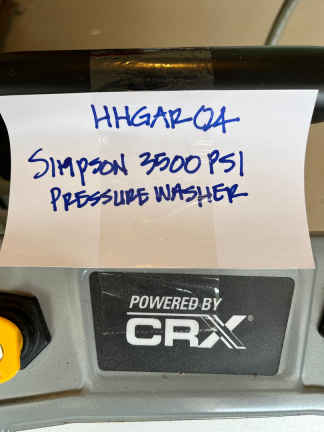 HHGAR04
SIMPSON 3500 PSI
PRESSURE WASHER
POWERED BY
CRX®